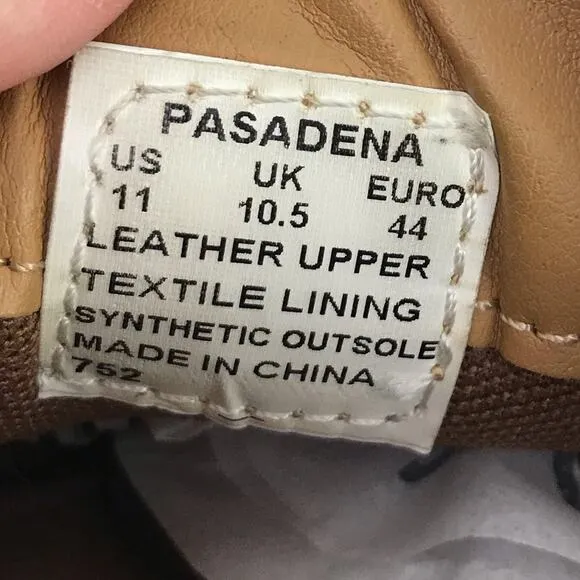 PASADENA
US UK EURO
11 10.5 44
LEATHER UPPER
TEXTILE LINING
SYNTHETIC OUTSOLE
MADE IN CHINA
752